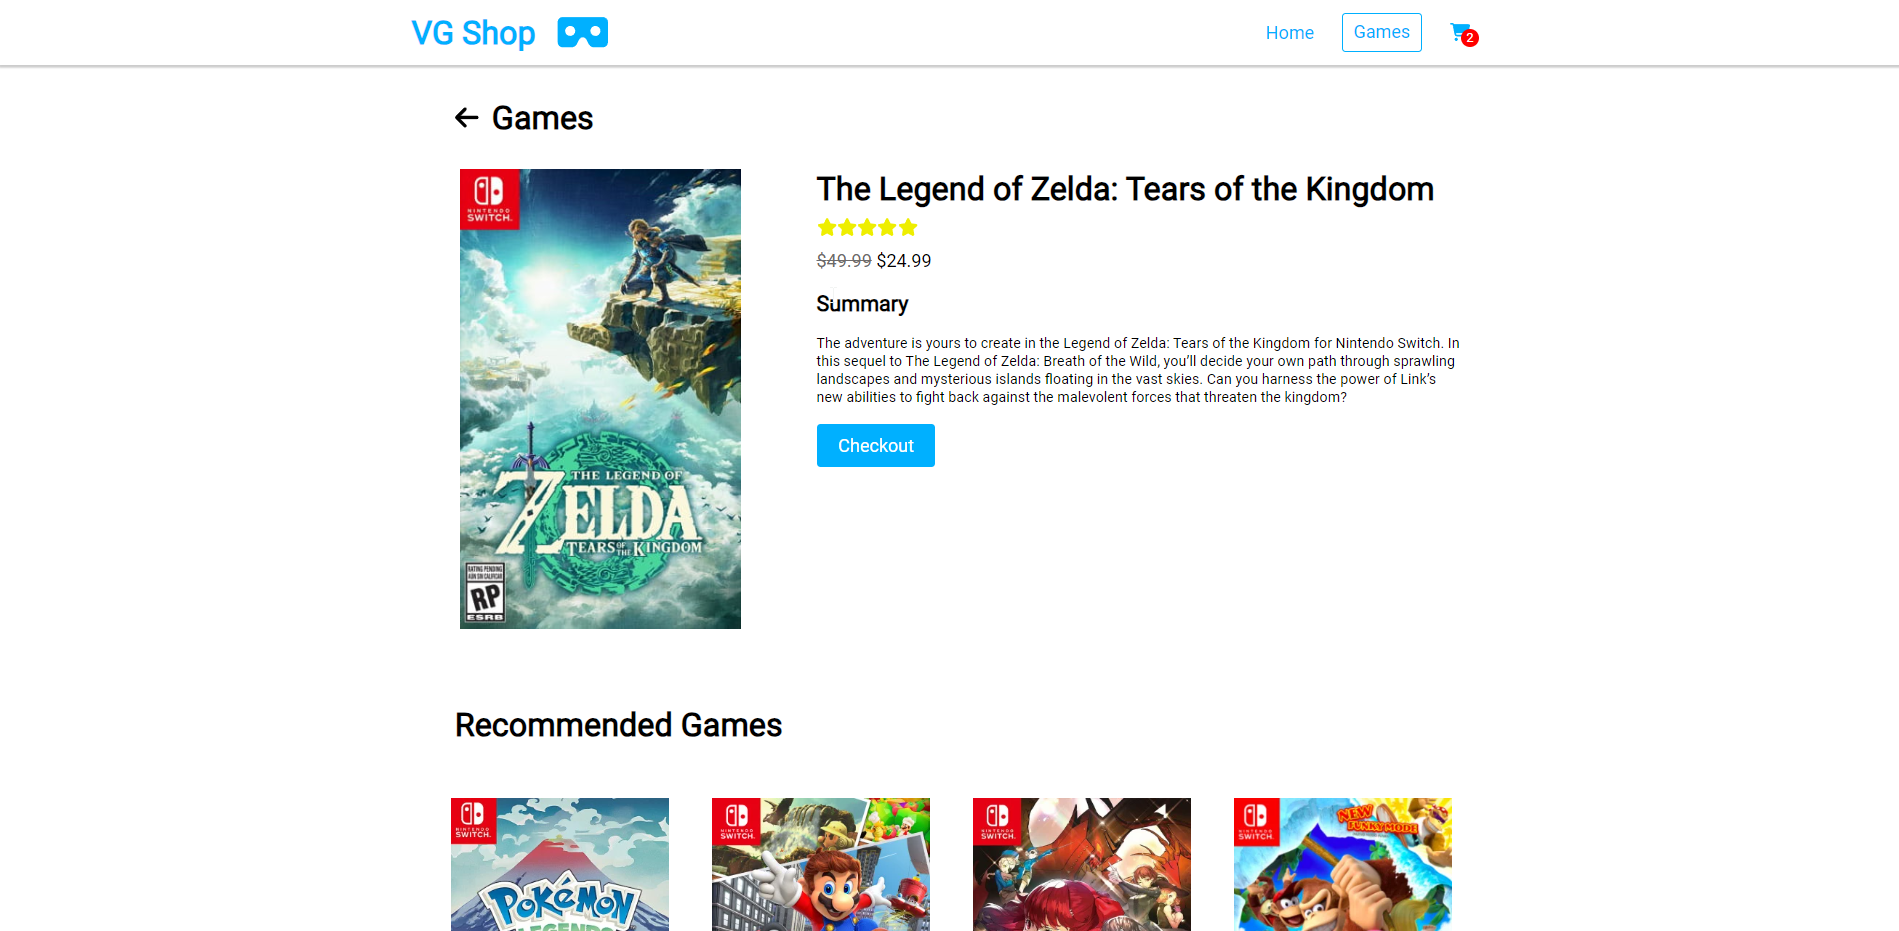 VG Shop
Home
Games
2
Games
NINTENDO
SWITCH.
THE LEGEND OF
ZELDA
TEARS OF THE KINGDOM
RATING PENDING
AÚN SIN CALIFICAR
RP
ESRB
The Legend of Zelda: Tears of the Kingdom
$49.99 $24.99
Summary
The adventure is yours to create in the Legend of Zelda: Tears of the Kingdom for Nintendo Switch. In
this sequel to The Legend of Zelda: Breath of the Wild, you’ll decide your own path through sprawling
landscapes and mysterious islands floating in the vast skies. Can you harness the power of Link’s
new abilities to fight back against the malevolent forces that threaten the kingdom?
Checkout
Recommended Games
NINTENDO
SWITCH.
POKéMON
LEGENDS
NINTENDO
SWITCH.
NINTENDO
SWITCH.
NINTENDO
SWITCH.
NEW
FUNKY MODE